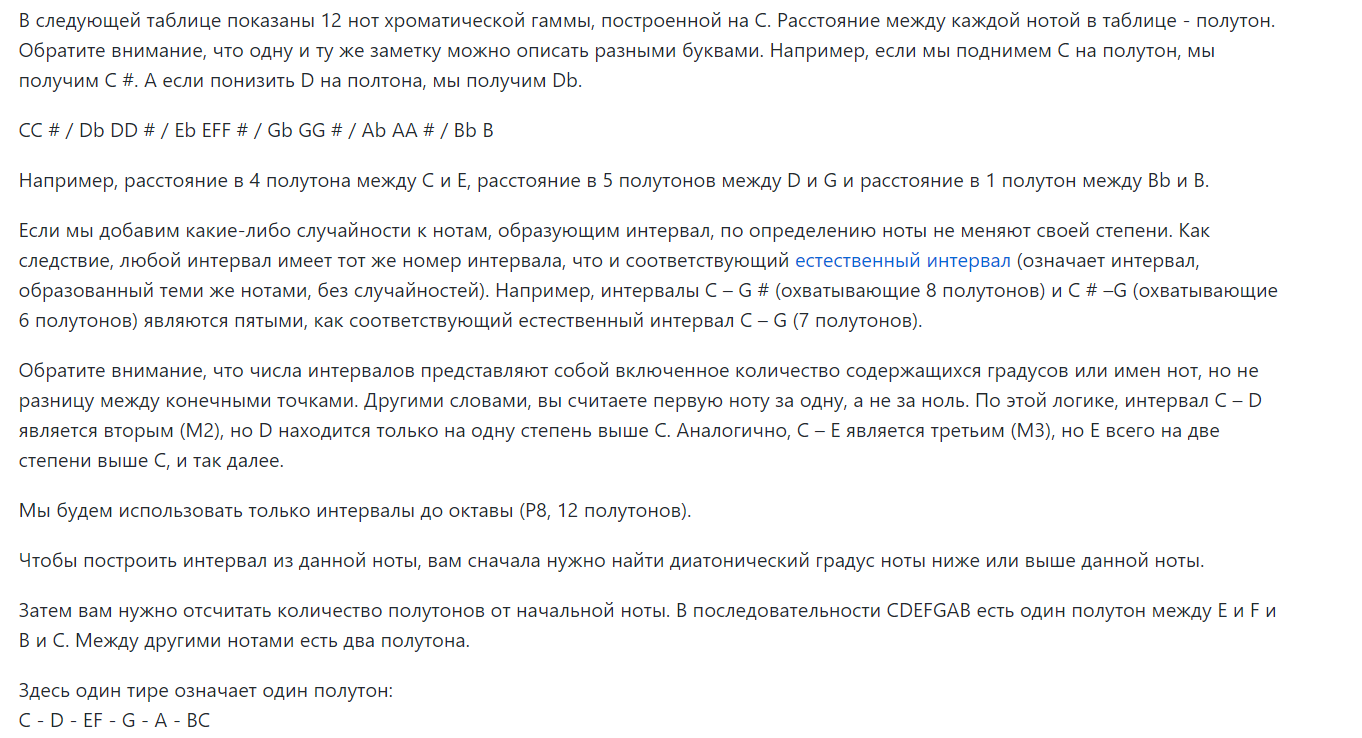 В следующей таблице показаны 12 нот хроматической гаммы, построенной на C. Расстояние между каждой нотой в таблице - полутон.
Обратите внимание, что одну и ту же заметку можно описать разными буквами. Например, если мы поднимем C на полутон, мы
получим C #. А если понизить D на полтона, мы получим Db.
CC # / Db DD # / Eb EFF # / Gb GG # / Ab AA # / Bb B
Например, расстояние в 4 полутона между C и E, расстояние в 5 полутонов между D и G и расстояние в 1 полутон между Bb и B.
Если мы добавим какие-либо случайности к нотам, образующим интервал, по определению ноты не меняют своей степени. Как
следствие, любой интервал имеет тот же номер интервала, что и соответствующий естественный интервал (означает интервал,
образованный теми же нотами, без случайностей). Например, интервалы C – G # (охватывающие 8 полутонов) и C # –G (охватывающие
6 полутонов) являются пятыми, как соответствующий естественный интервал C – G (7 полутонов).
Обратите внимание, что числа интервалов представляют собой включенное количество содержащихся градусов или имен нот, но не
разницу между конечными точками. Другими словами, вы считаете первую ноту за одну, а не за ноль. По этой логике, интервал C – D
является вторым (M2), но D находится только на одну степень выше C. Аналогично, C – E является третьим (M3), но E всего на две
степени выше C, и так далее.
Мы будем использовать только интервалы до октавы (P8, 12 полутонов).
Чтобы построить интервал из данной ноты, вам сначала нужно найти диатонический градус ноты ниже или выше данной ноты.
Затем вам нужно отсчитать количество полутонов от начальной ноты. В последовательности CDEFGAB есть один полутон между E и F и
B и C. Между другими нотами есть два полутона.
Здесь один тире означает один полутон:
C - D - EF - G - A - BC